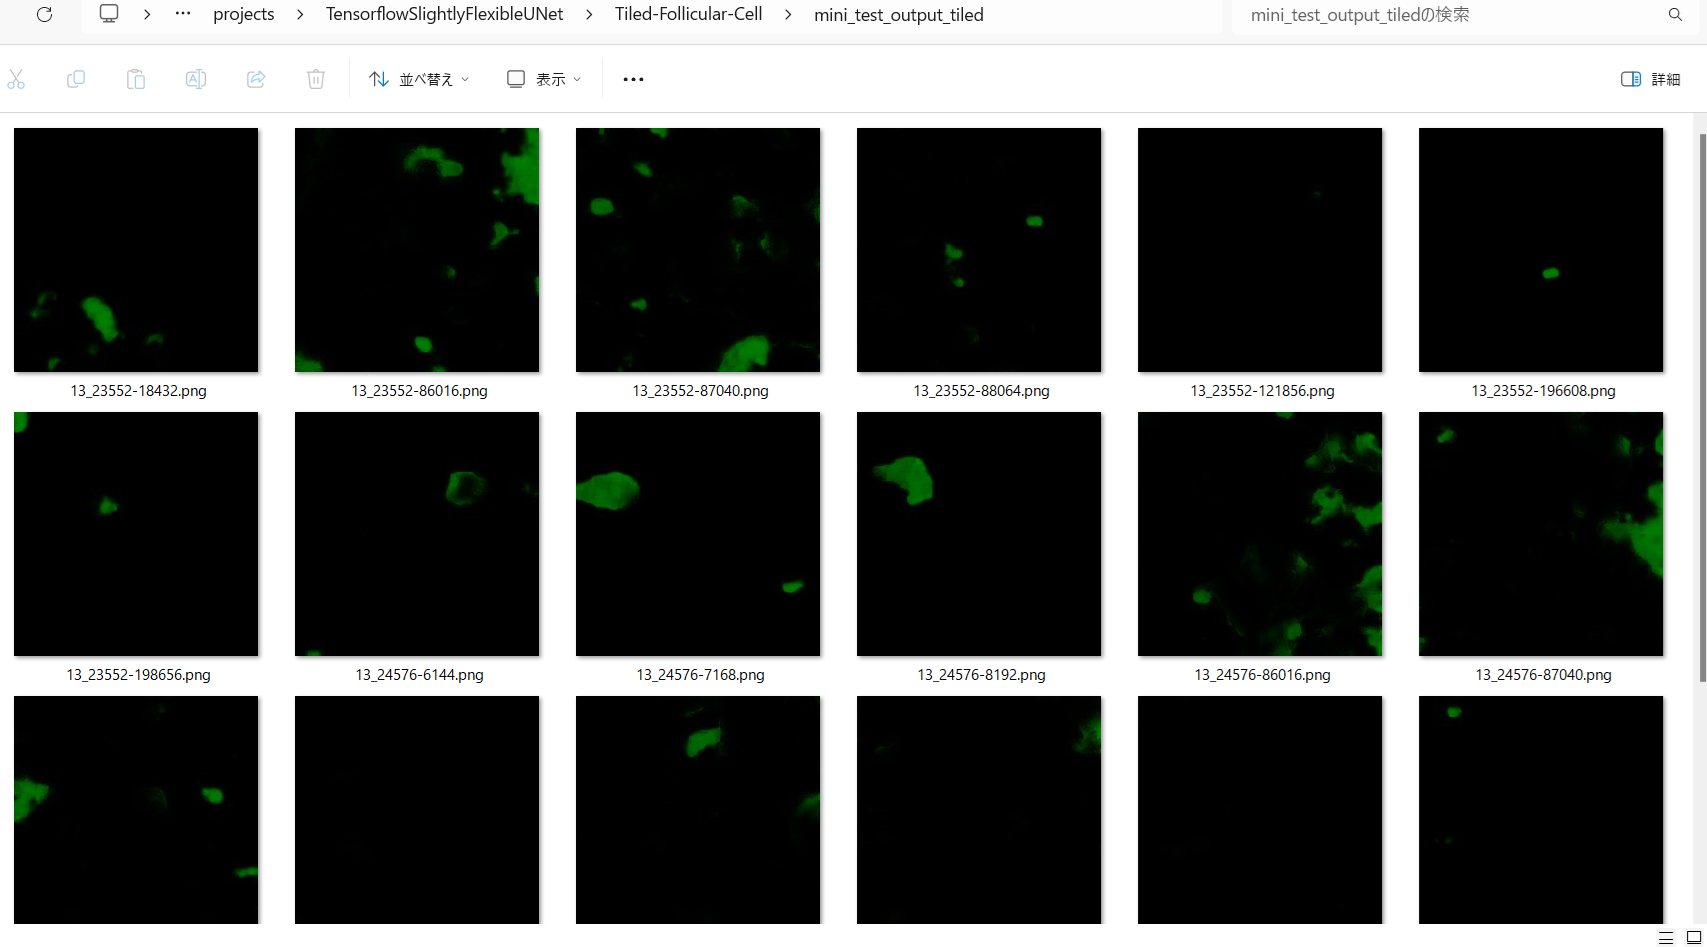 projects TensorflowSlightlyFlexibleUNet Tiled-Follicular-Cell mini_test_output_tiled mini_test_output_tiledの検索
並べ替え 表示 詳細
13_23552-18432.png 13_23552-86016.png 13_23552-87040.png 13_23552-88064.png 13_23552-121856.png 13_23552-196608.png
13_23552-198656.png 13_24576-6144.png 13_24576-7168.png 13_24576-8192.png 13_24576-86016.png 13_24576-87040.png